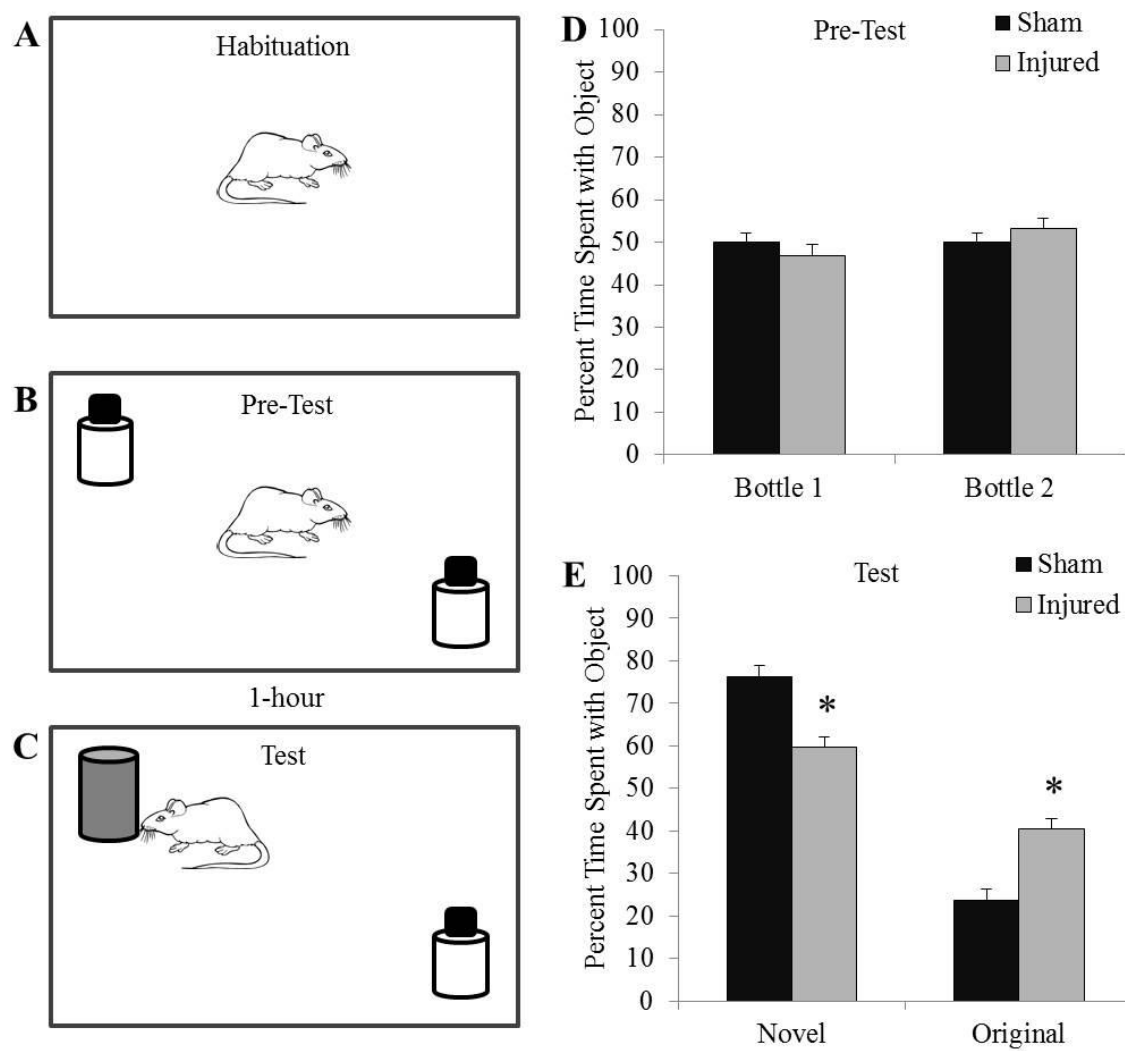 A
Habituation
B
Pre-Test
1-hour
C
Test
D
Pre-Test
Sham
Injured
Percent Time Spent with Object
100
90
80
70
60
50
40
30
20
10
0
Bottle 1
Bottle 2
E
Test
Sham
Injured
Percent Time Spent with Object
100
90
80
70
60
50
40
30
20
10
0
*
*
Novel
Original